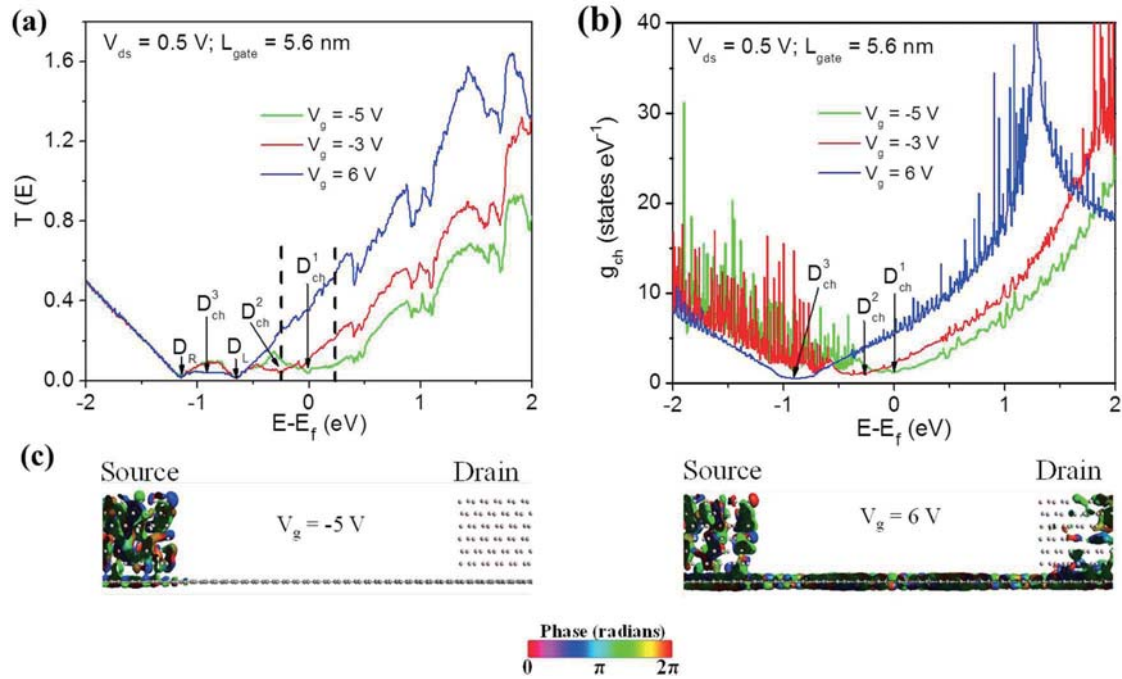 (a)
V_ds = 0.5 V; L_gate = 5.6 nm
V_g = -5 V
V_g = -3 V
V_g = 6 V
T (E)
1.6
1.2
0.8
0.4
0.0
D_R
D^3_ch
D_L
D^2_ch
D^1_ch
-2 -1 0 1 2
E-E_f (eV)
(b)
V_ds = 0.5 V; L_gate = 5.6 nm
V_g = -5 V
V_g = -3 V
V_g = 6 V
g_ch (states eV^-1)
40
30
20
10
0
D^3_ch
D^2_ch
D^1_ch
-2 -1 0 1 2
E-E_f (eV)
(c)
Source Drain
V_g = -5 V
Source Drain
V_g = 6 V
Phase (radians)
0 π 2π